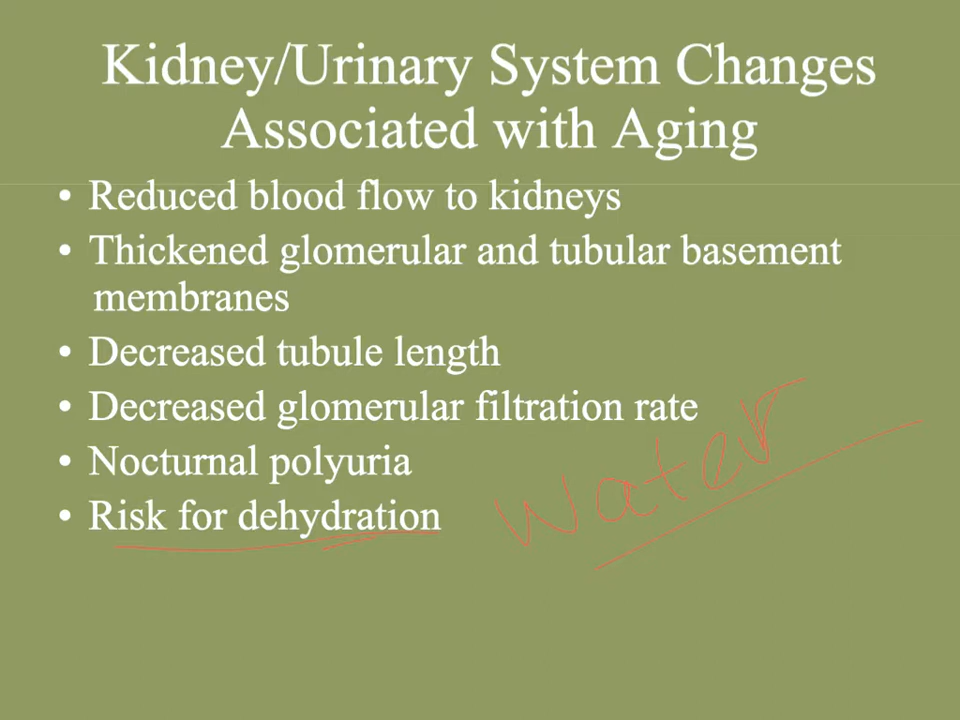 Kidney/Urinary System Changes
Associated with Aging
• Reduced blood flow to kidneys
• Thickened glomerular and tubular basement
membranes
• Decreased tubule length
• Decreased glomerular filtration rate
• Nocturnal polyuria
• Risk for dehydration
Water